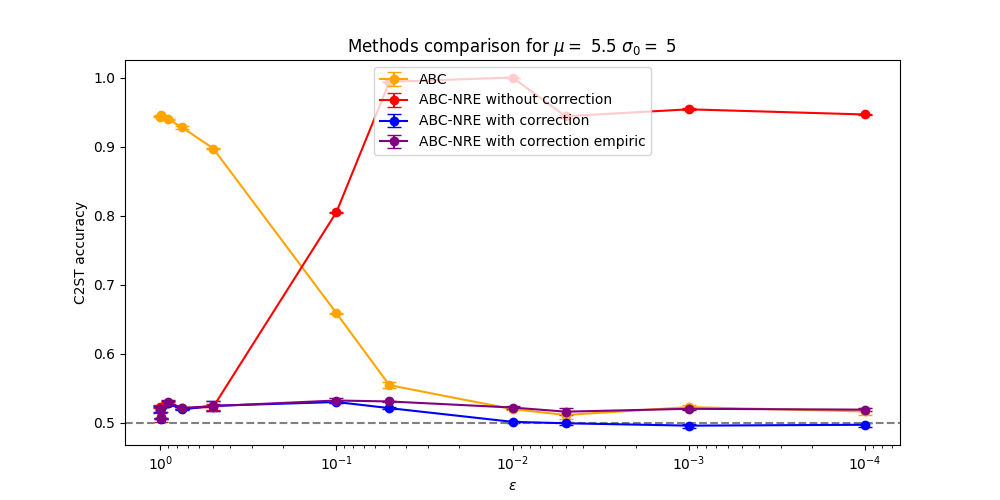 Methods comparison for μ = 5.5 σ₀ = 5
ABC
ABC-NRE without correction
ABC-NRE with correction
ABC-NRE with correction empiric
C2ST accuracy
1.0
0.9
0.8
0.7
0.6
0.5
10⁰ 10⁻¹ 10⁻² 10⁻³ 10⁻⁴
ε